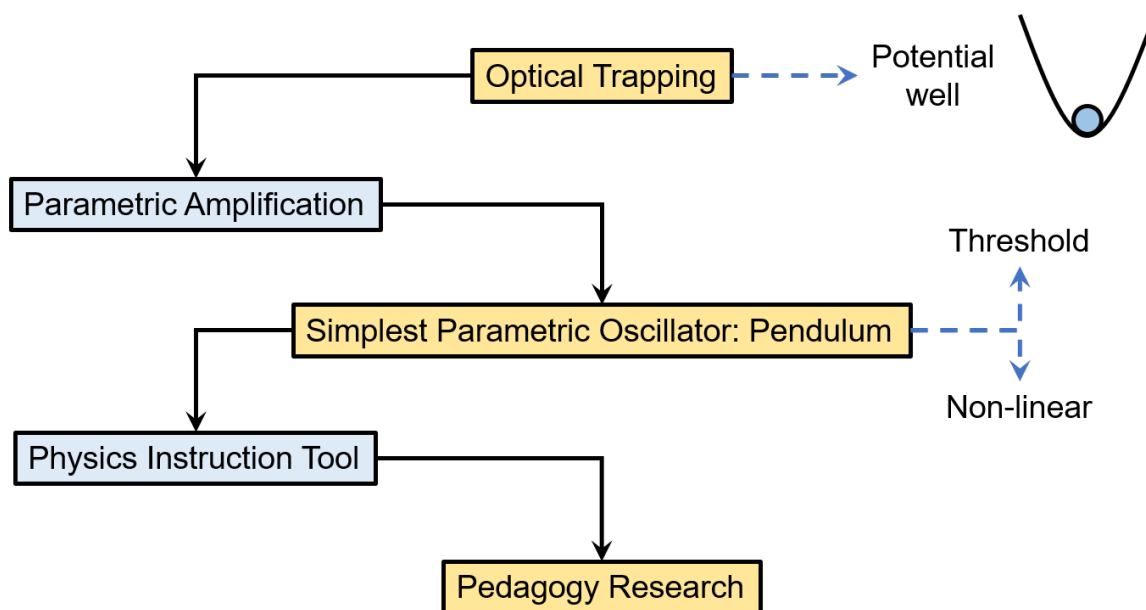 Optical Trapping
Potential
well
Parametric Amplification
Threshold
Simplest Parametric Oscillator: Pendulum
Non-linear
Physics Instruction Tool
Pedagogy Research